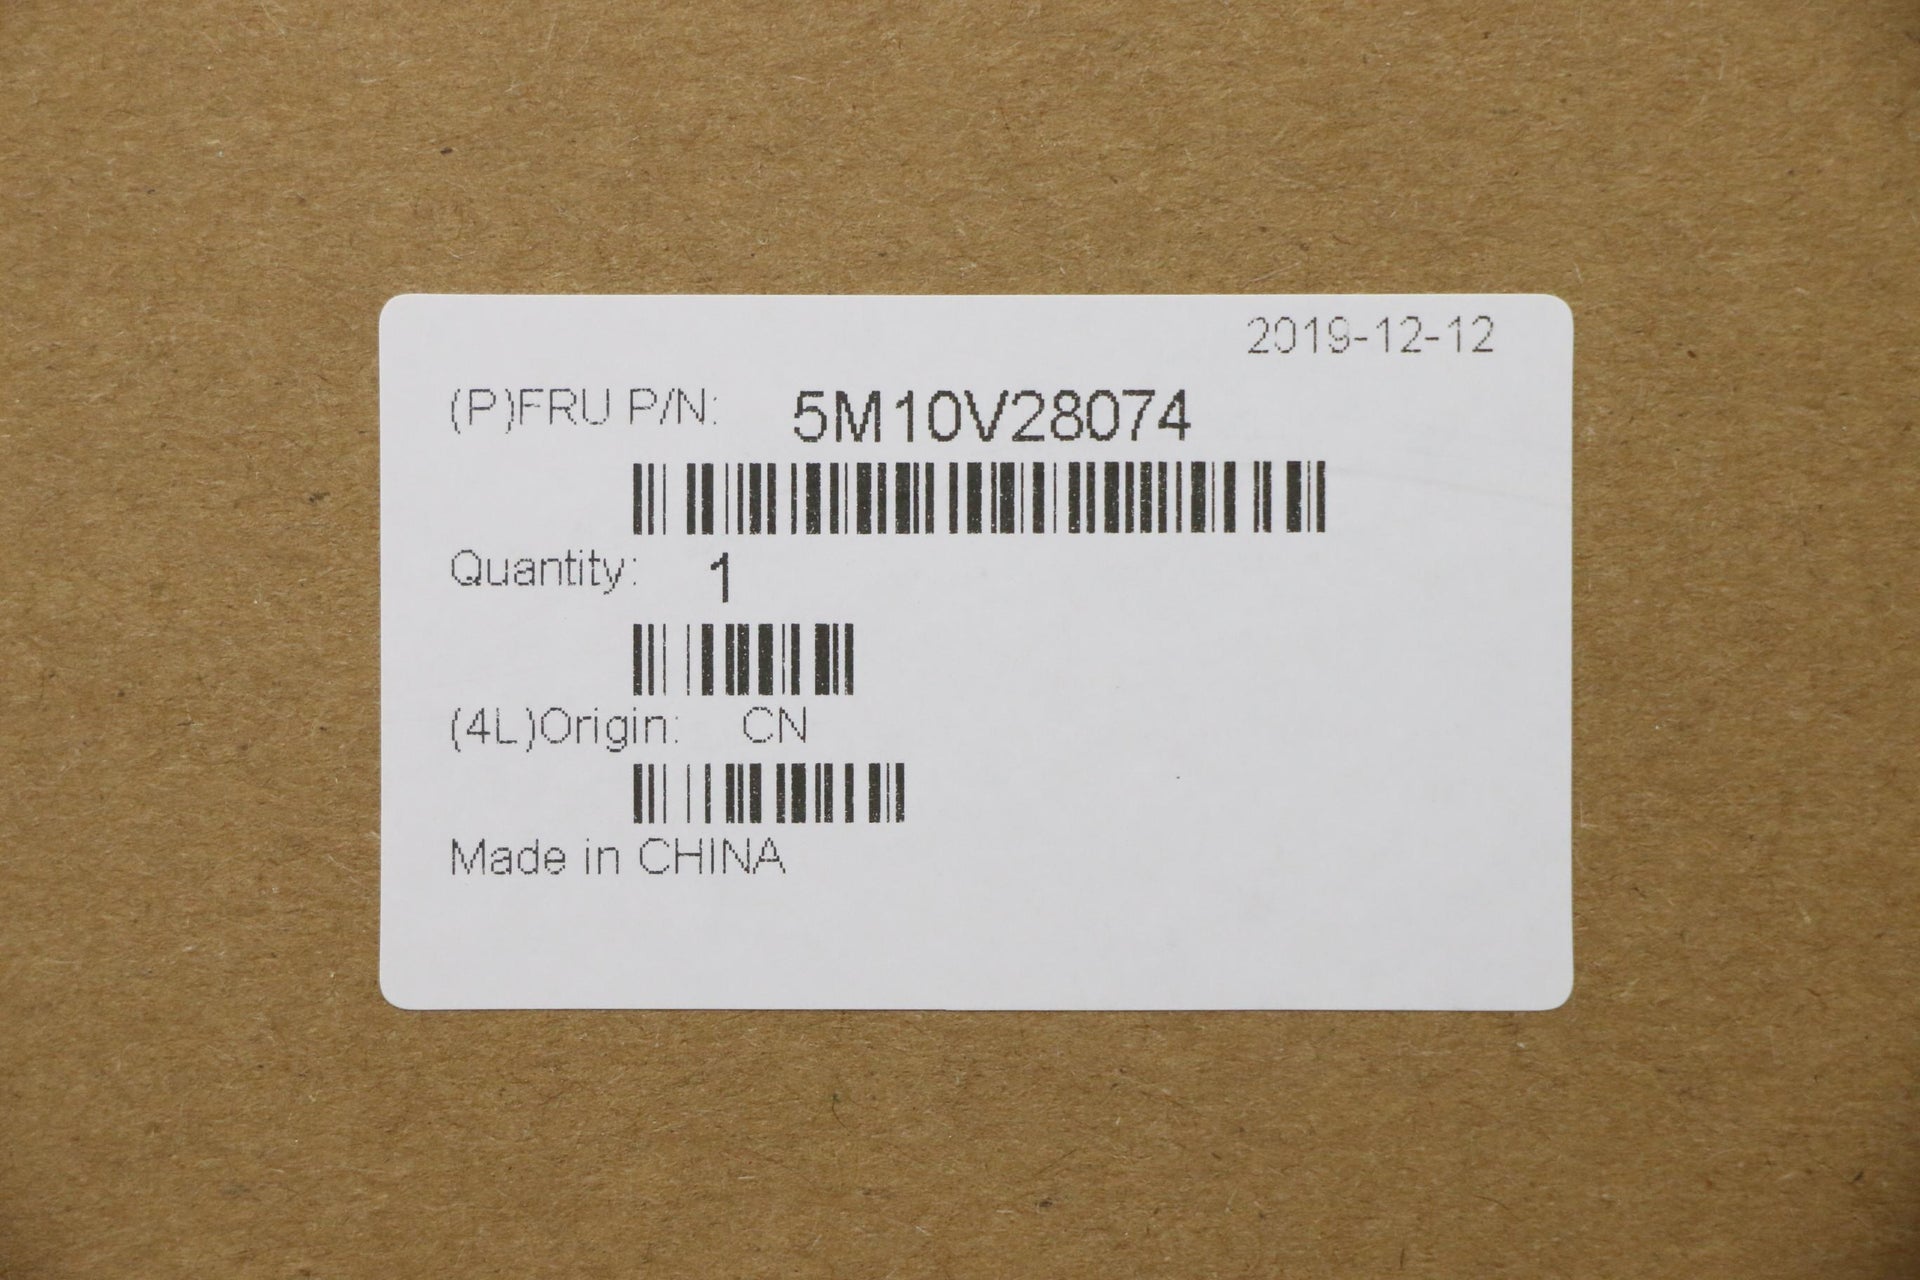 2019-12-12
(P)FRU P/N: 5M10V28074
Quantity: 1
(4L)Origin: CN
Made in CHINA